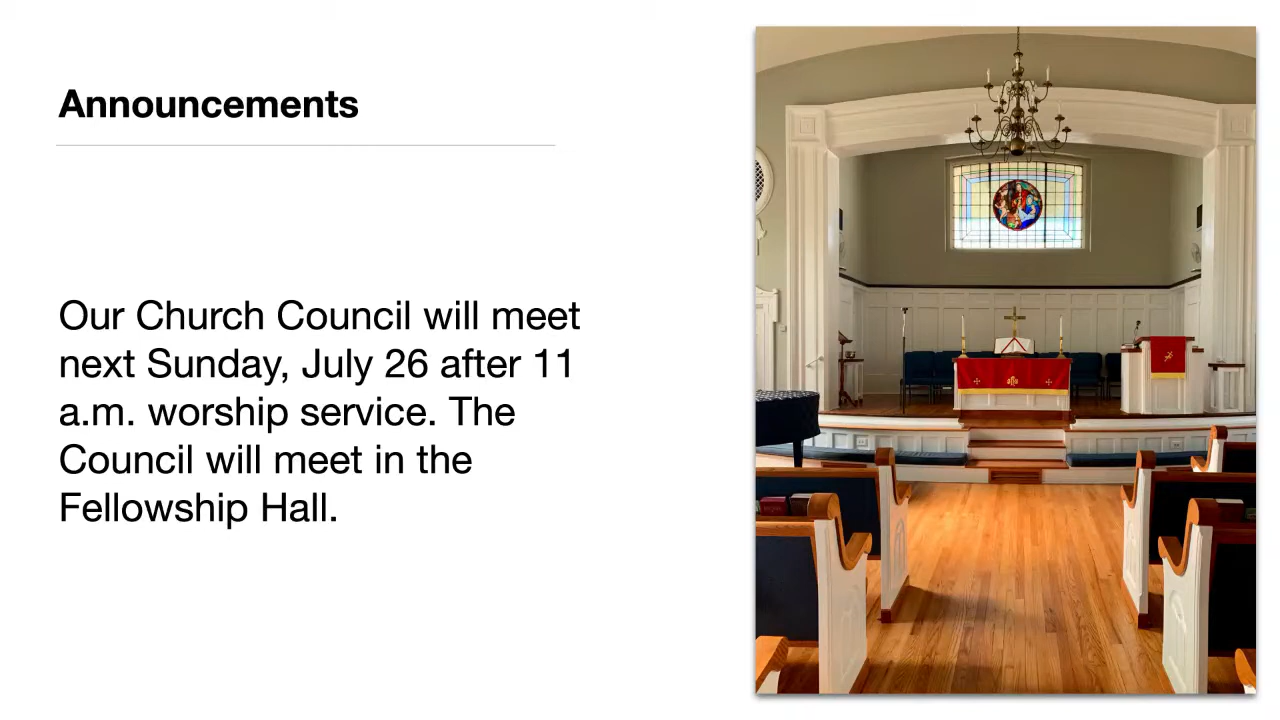 Announcements
Our Church Council will meet
next Sunday, July 26 after 11
a.m. worship service. The
Council will meet in the
Fellowship Hall.